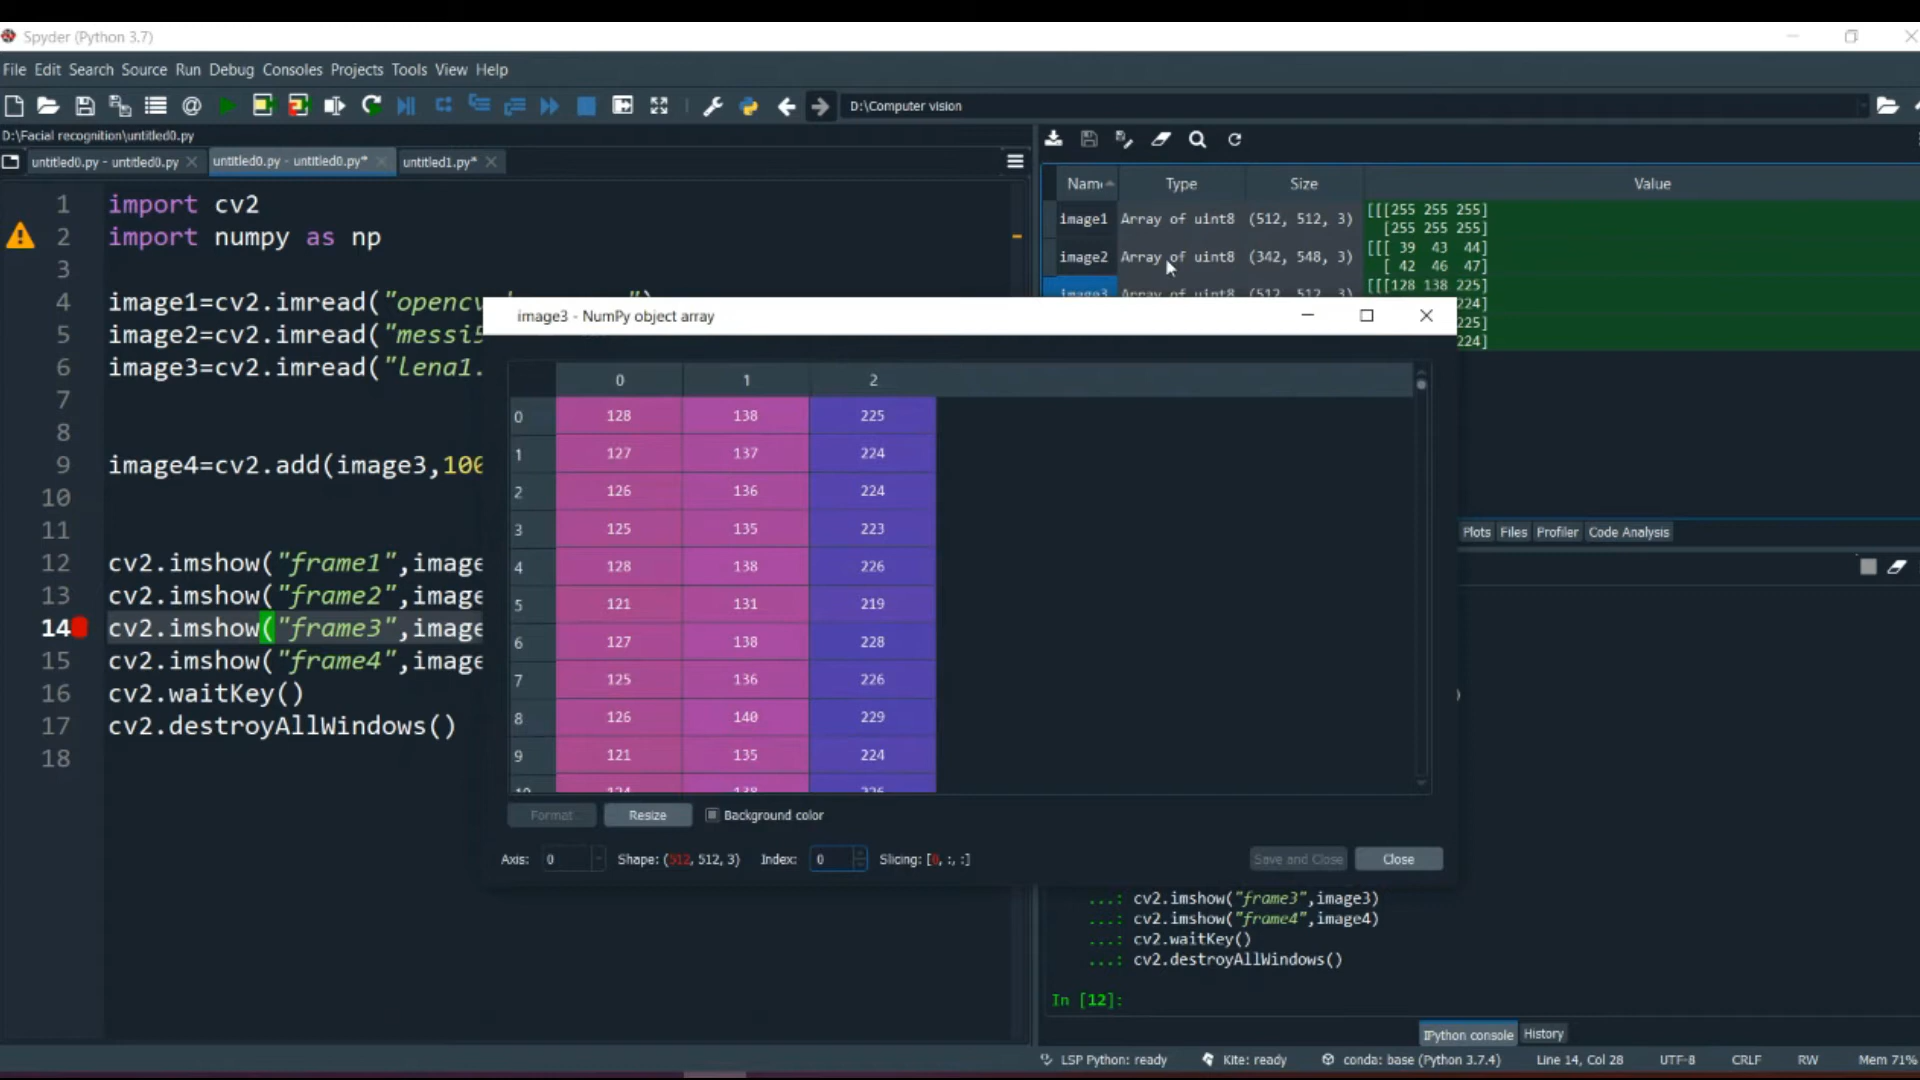 Spyder (Python 3.7)
File Edit Search Source Run Debug Consoles Projects Tools View Help
D:\Computer vision
D:\Facial recognition\untitled0.py
untitled0.py - untitled0.py
untitled0.py - untitled0.py*
untitled1.py*
1 import cv2
2 import numpy as np
3
4 image1=cv2.imread("opencv
5 image2=cv2.imread("messi5
6 image3=cv2.imread("lena1.
7
8
9 image4=cv2.add(image3,100
10
11
12 cv2.imshow("frame1",image
13 cv2.imshow("frame2",image
14 cv2.imshow("frame3",image
15 cv2.imshow("frame4",image
16 cv2.waitKey()
17 cv2.destroyAllWindows()
18
Type Size Value
image1 Array of uint8 (512, 512, 3) [[[255 255 255]
[255 255 255]
image2 Array of uint8 (342, 548, 3) [[[ 39 43 44]
[ 42 46 47]
image3 Array of uint8 (512, 512, 3) [[[128 138 225]
224]
225]
224]
image3 - NumPy object array
0 1 2
0 128 138 225
1 127 137 224
2 126 136 224
3 125 135 223
4 128 138 226
5 121 131 219
6 127 138 228
7 125 136 226
8 126 140 229
9 121 135 224
10 124 138 226
Format Resize Background color
Axis: 0 Shape: (512, 512, 3) Index: 0 Slicing: [0, :, :]
Save and Close Close
Plots Files Profiler Code Analysis
)
...: cv2.imshow("frame3",image3)
...: cv2.imshow("frame4",image4)
...: cv2.waitKey()
...: cv2.destroyAllWindows()
In [12]:
IPython console History
LSP Python: ready Kite: ready conda: base (Python 3.7.4) Line 14, Col 28 UTF-8 CRLF RW Mem 71%